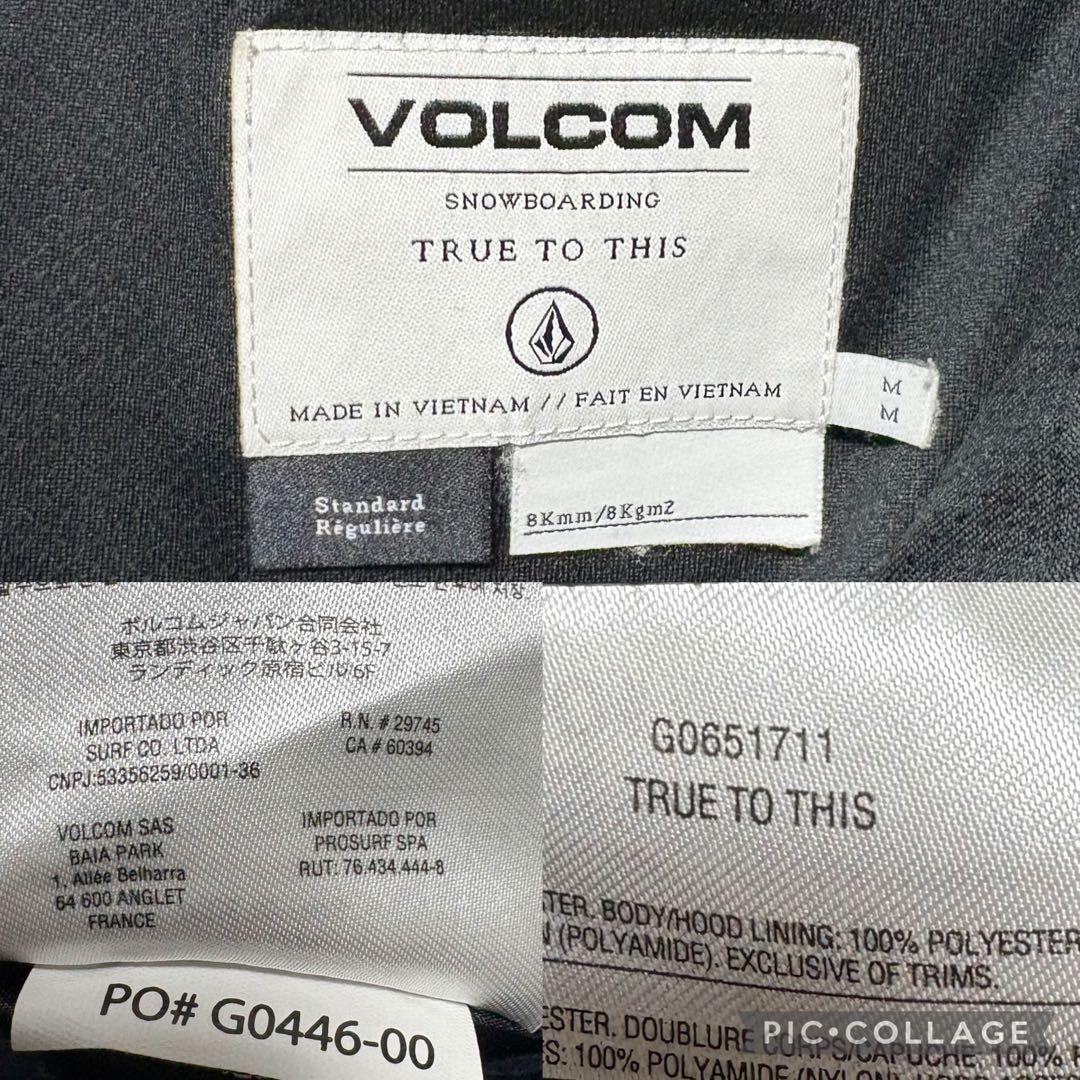 VOLCOM
SNOWBOARDING
TRUE TO THIS
MADE IN VIETNAM // FAIT EN VIETNAM
M
M
Standard
Régulière
8Kmm/8Kgm2
ボルコムジャパン合同会社
東京都渋谷区千駄ヶ谷3-15-7
ランディック原宿ビル6F
IMPORTADO POR
SURF CO. LTDA
CNPJ:53356259/0001-36
R.N. # 29745
CA # 60394
VOLCOM SAS
BAIA PARK
1, Allée Belharra
64 600 ANGLET
FRANCE
IMPORTADO POR
PROSURF SPA
RUT: 76.434.444-8
PO# G0446-00
G0651711
TRUE TO THIS
TER. BODY/HOOD LINING: 100% POLYESTER
(POLYAMIDE). EXCLUSIVE OF TRIMS.
ESTER. DOUBLURE CORPS/CAPUCHE: 100%
S: 100% POLYAMIDE (NYLON)
PIC•COLLAGE